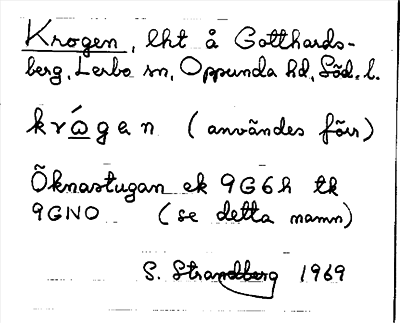 Krogen, lht å Gotthards-
berg, Lerbo sn, Oppunda hd, Söd. l.
krώgan (användes förr)
Öknastugan ek 9G6h tk
9GNO (se detta namn)
S. Strandberg 1969